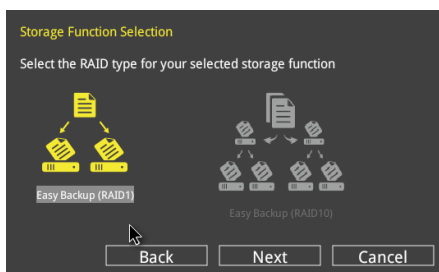 Storage Function Selection
Select the RAID type for your selected storage function
Easy Backup (RAID1)
Easy Backup (RAID10)
Back
Next
Cancel